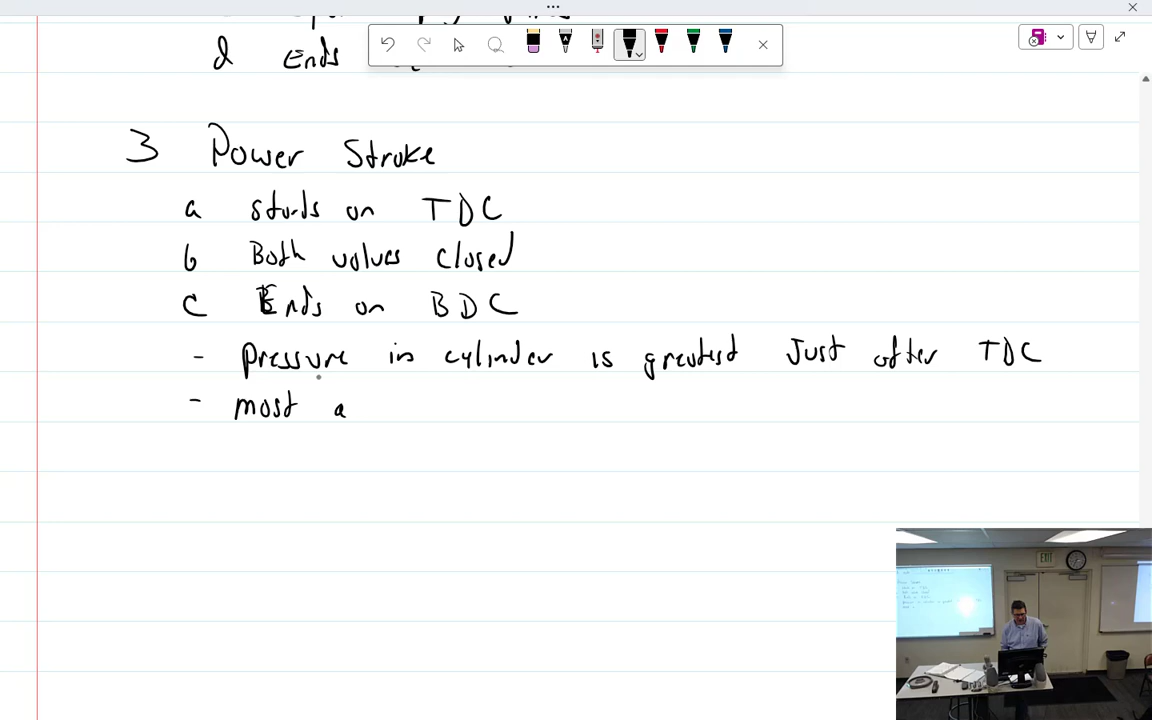 d Ends
3 Power Stroke
a starts on TDC
b Both valves closed
c Ends on BDC
- pressure in cylinder is greatest Just after TDC
- most a
EXIT